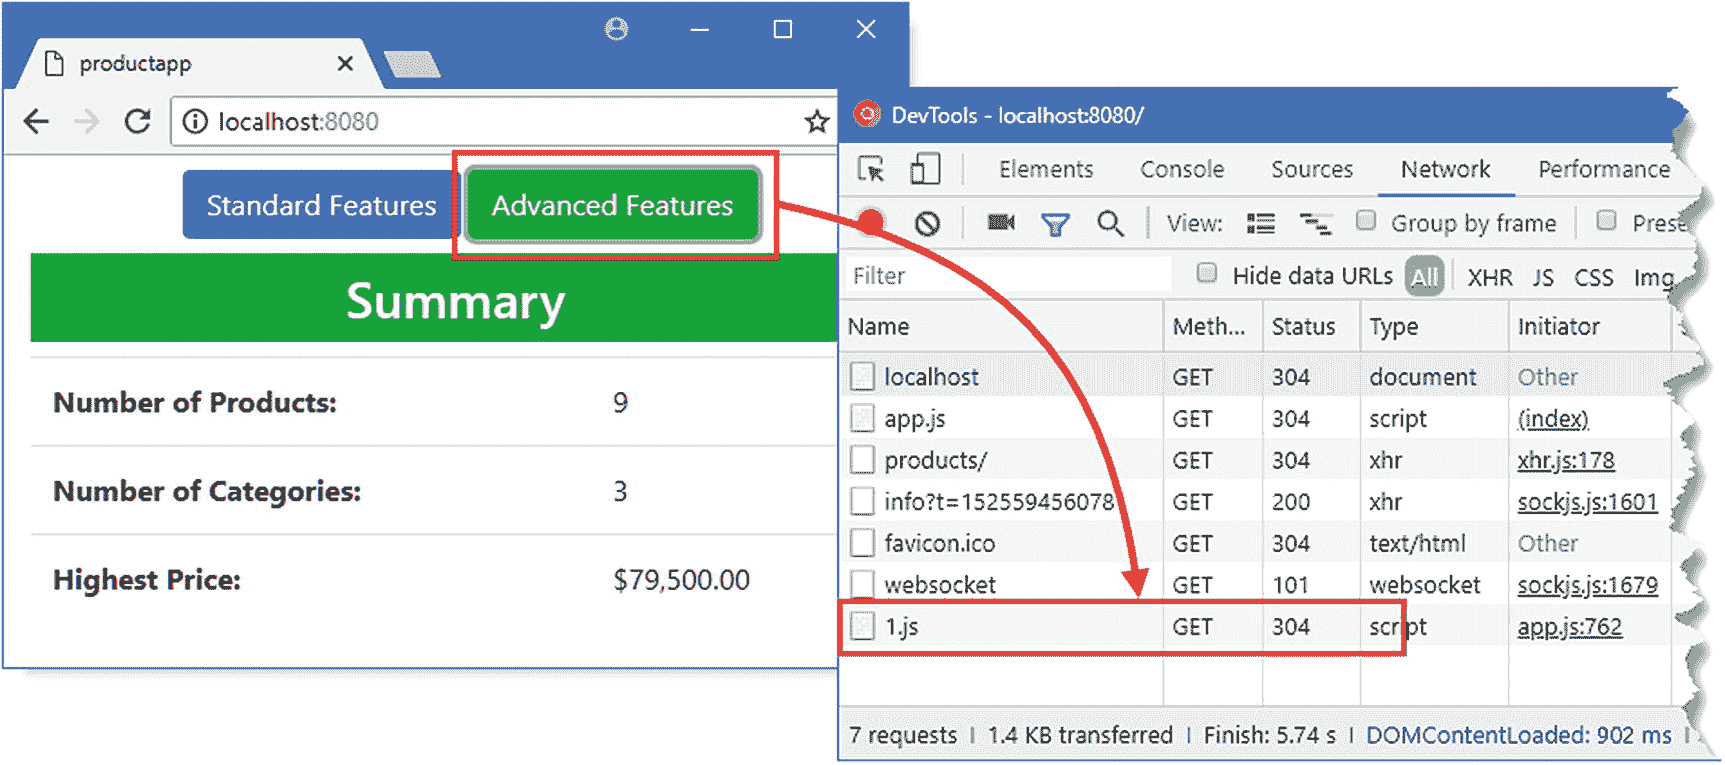 productapp
localhost:8080
Standard Features
Advanced Features
Summary
Number of Products: 9
Number of Categories: 3
Highest Price: $79,500.00
DevTools - localhost:8080/
Elements Console Sources Network Performance
View: Group by frame
Filter Hide data URLs All XHR JS CSS Img
Name Meth... Status Type Initiator
localhost GET 304 document Other
app.js GET 304 script (index)
products/ GET 304 xhr xhr.js:178
info?t=152559456078 GET 200 xhr sockjs.js:1601
favicon.ico GET 304 text/html Other
websocket GET 101 websocket sockjs.js:1679
1.js GET 304 script app.js:762
7 requests | 1.4 KB transferred | Finish: 5.74 s | DOMContentLoaded: 902 ms